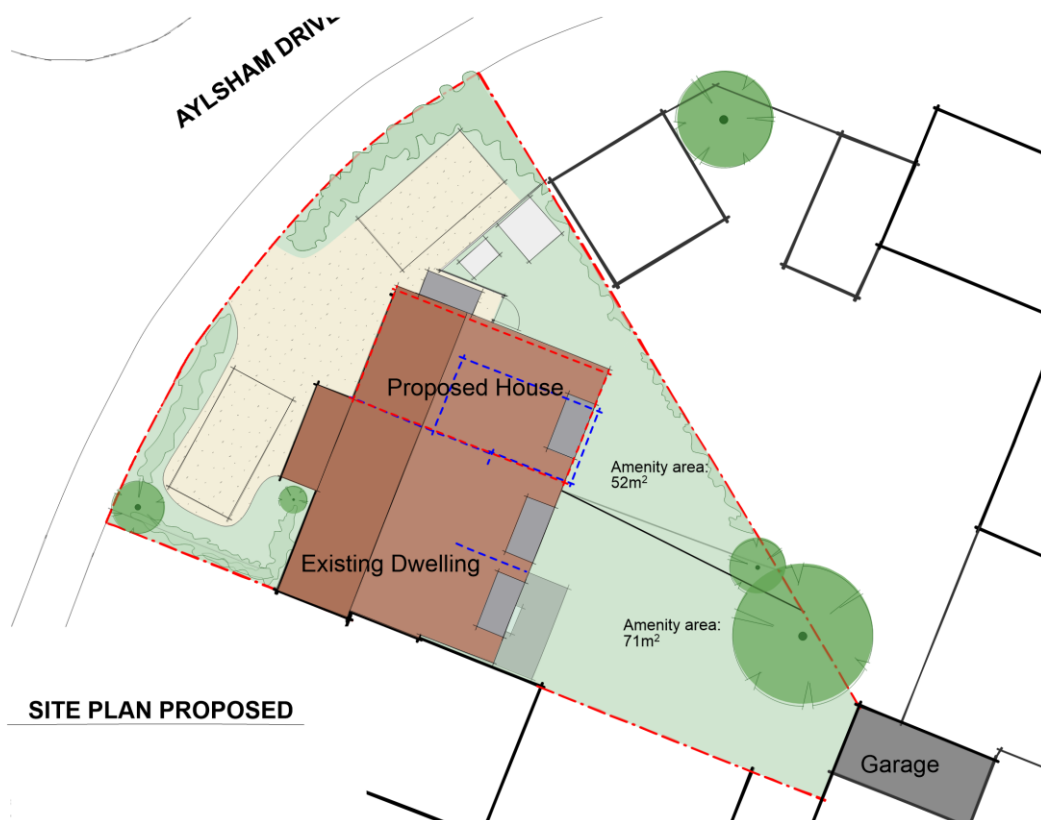 AYLSHAM DRIVE
Proposed House
Amenity area:
52m²
Existing Dwelling
Amenity area:
71m²
SITE PLAN PROPOSED
Garage